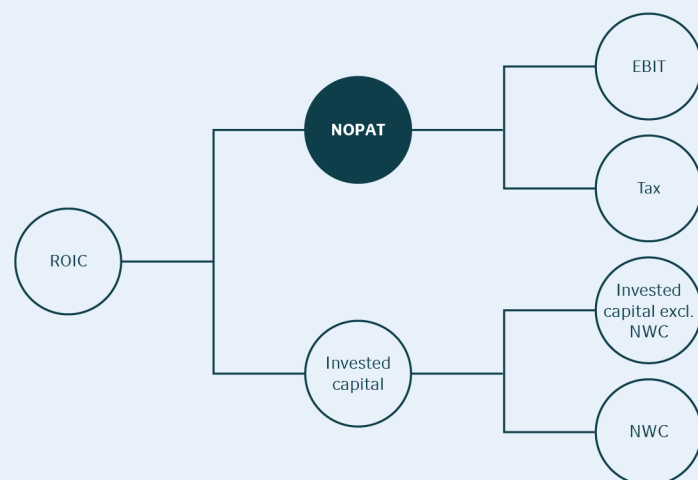 EBIT
NOPAT
Tax
ROIC
Invested
capital excl.
NWC
Invested
capital
NWC